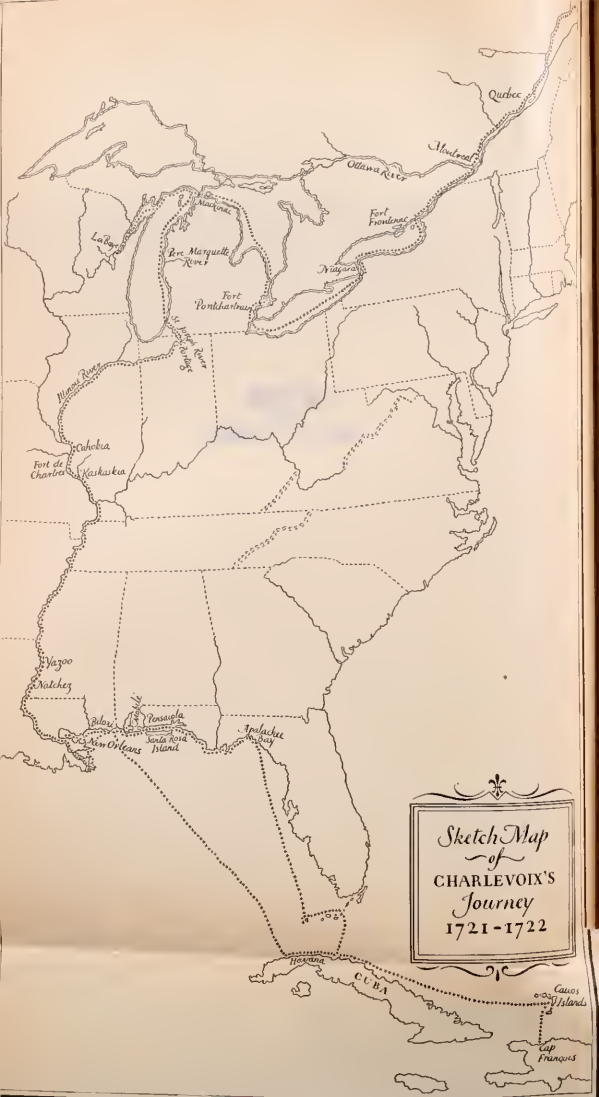 Quebec
Montreal
Ottawa River
Fort
Frontenac
Mackinac
La Baye
Pere Marquette
River
Niagara
Fort
Pontchartrain
St Joseph River
Portage
Illinois River
Cahokia
Fort de
Chartres
Kaskaskia
Yazoo
Natchez
Biloxi
Mobile
Pensacola
Santa Rosa
Island
New Orleans
Apalachee
Bay
Sketch Map
of
CHARLEVOIX'S
Journey
1721-1722
Havana
CUBA
Caicos
Islands
Cap
François